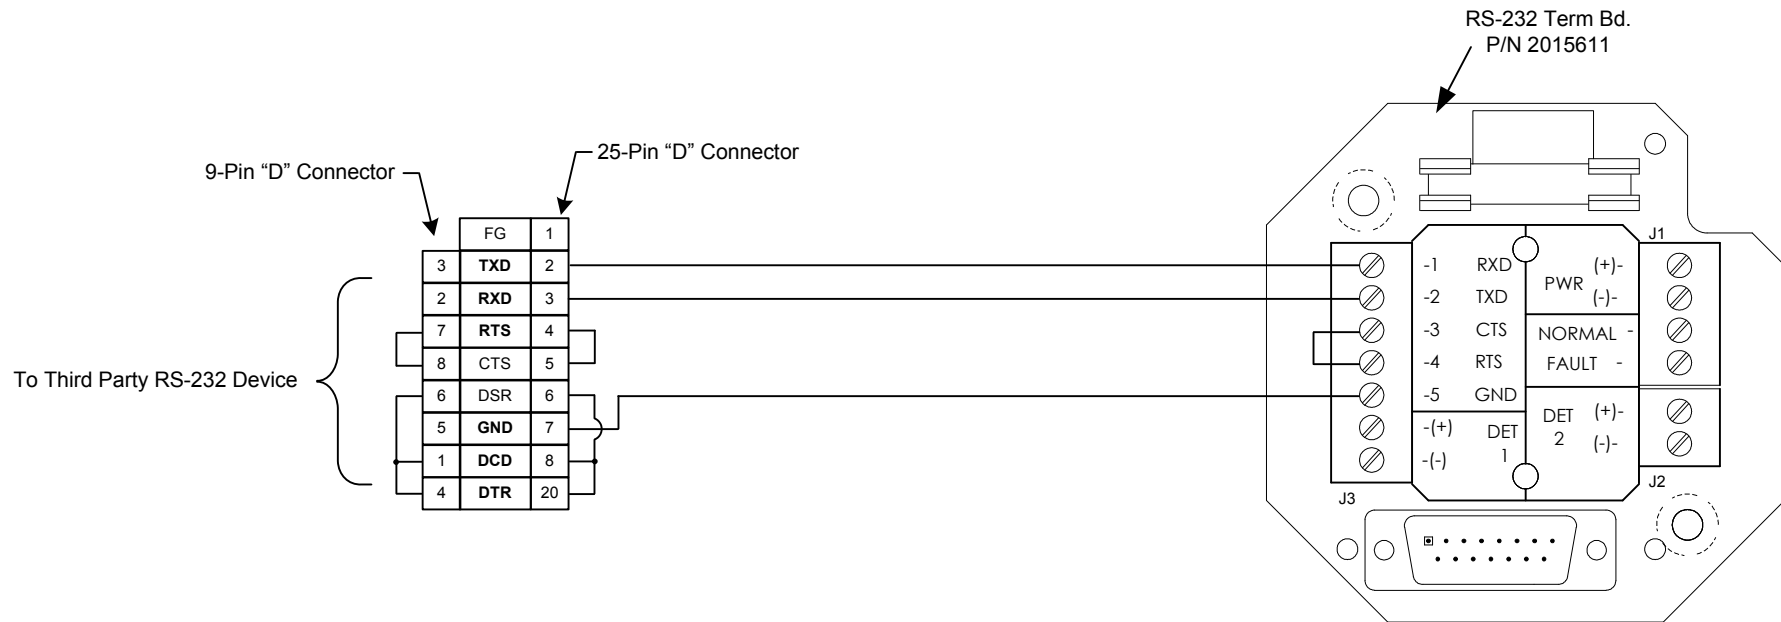 RS-232 Term Bd.
P/N 2015611
25-Pin “D” Connector
9-Pin “D” Connector
FG 1
3 TXD 2
2 RXD 3
7 RTS 4
8 CTS 5
6 DSR 6
5 GND 7
1 DCD 8
4 DTR 20
To Third Party RS-232 Device
J1
-1 RXD
-2 TXD
-3 CTS
-4 RTS
-5 GND
-(+) DET
-(-) 1
PWR (+)-
(-)-
NORMAL -
FAULT -
DET (+)-
2 (-)-
J3
J2